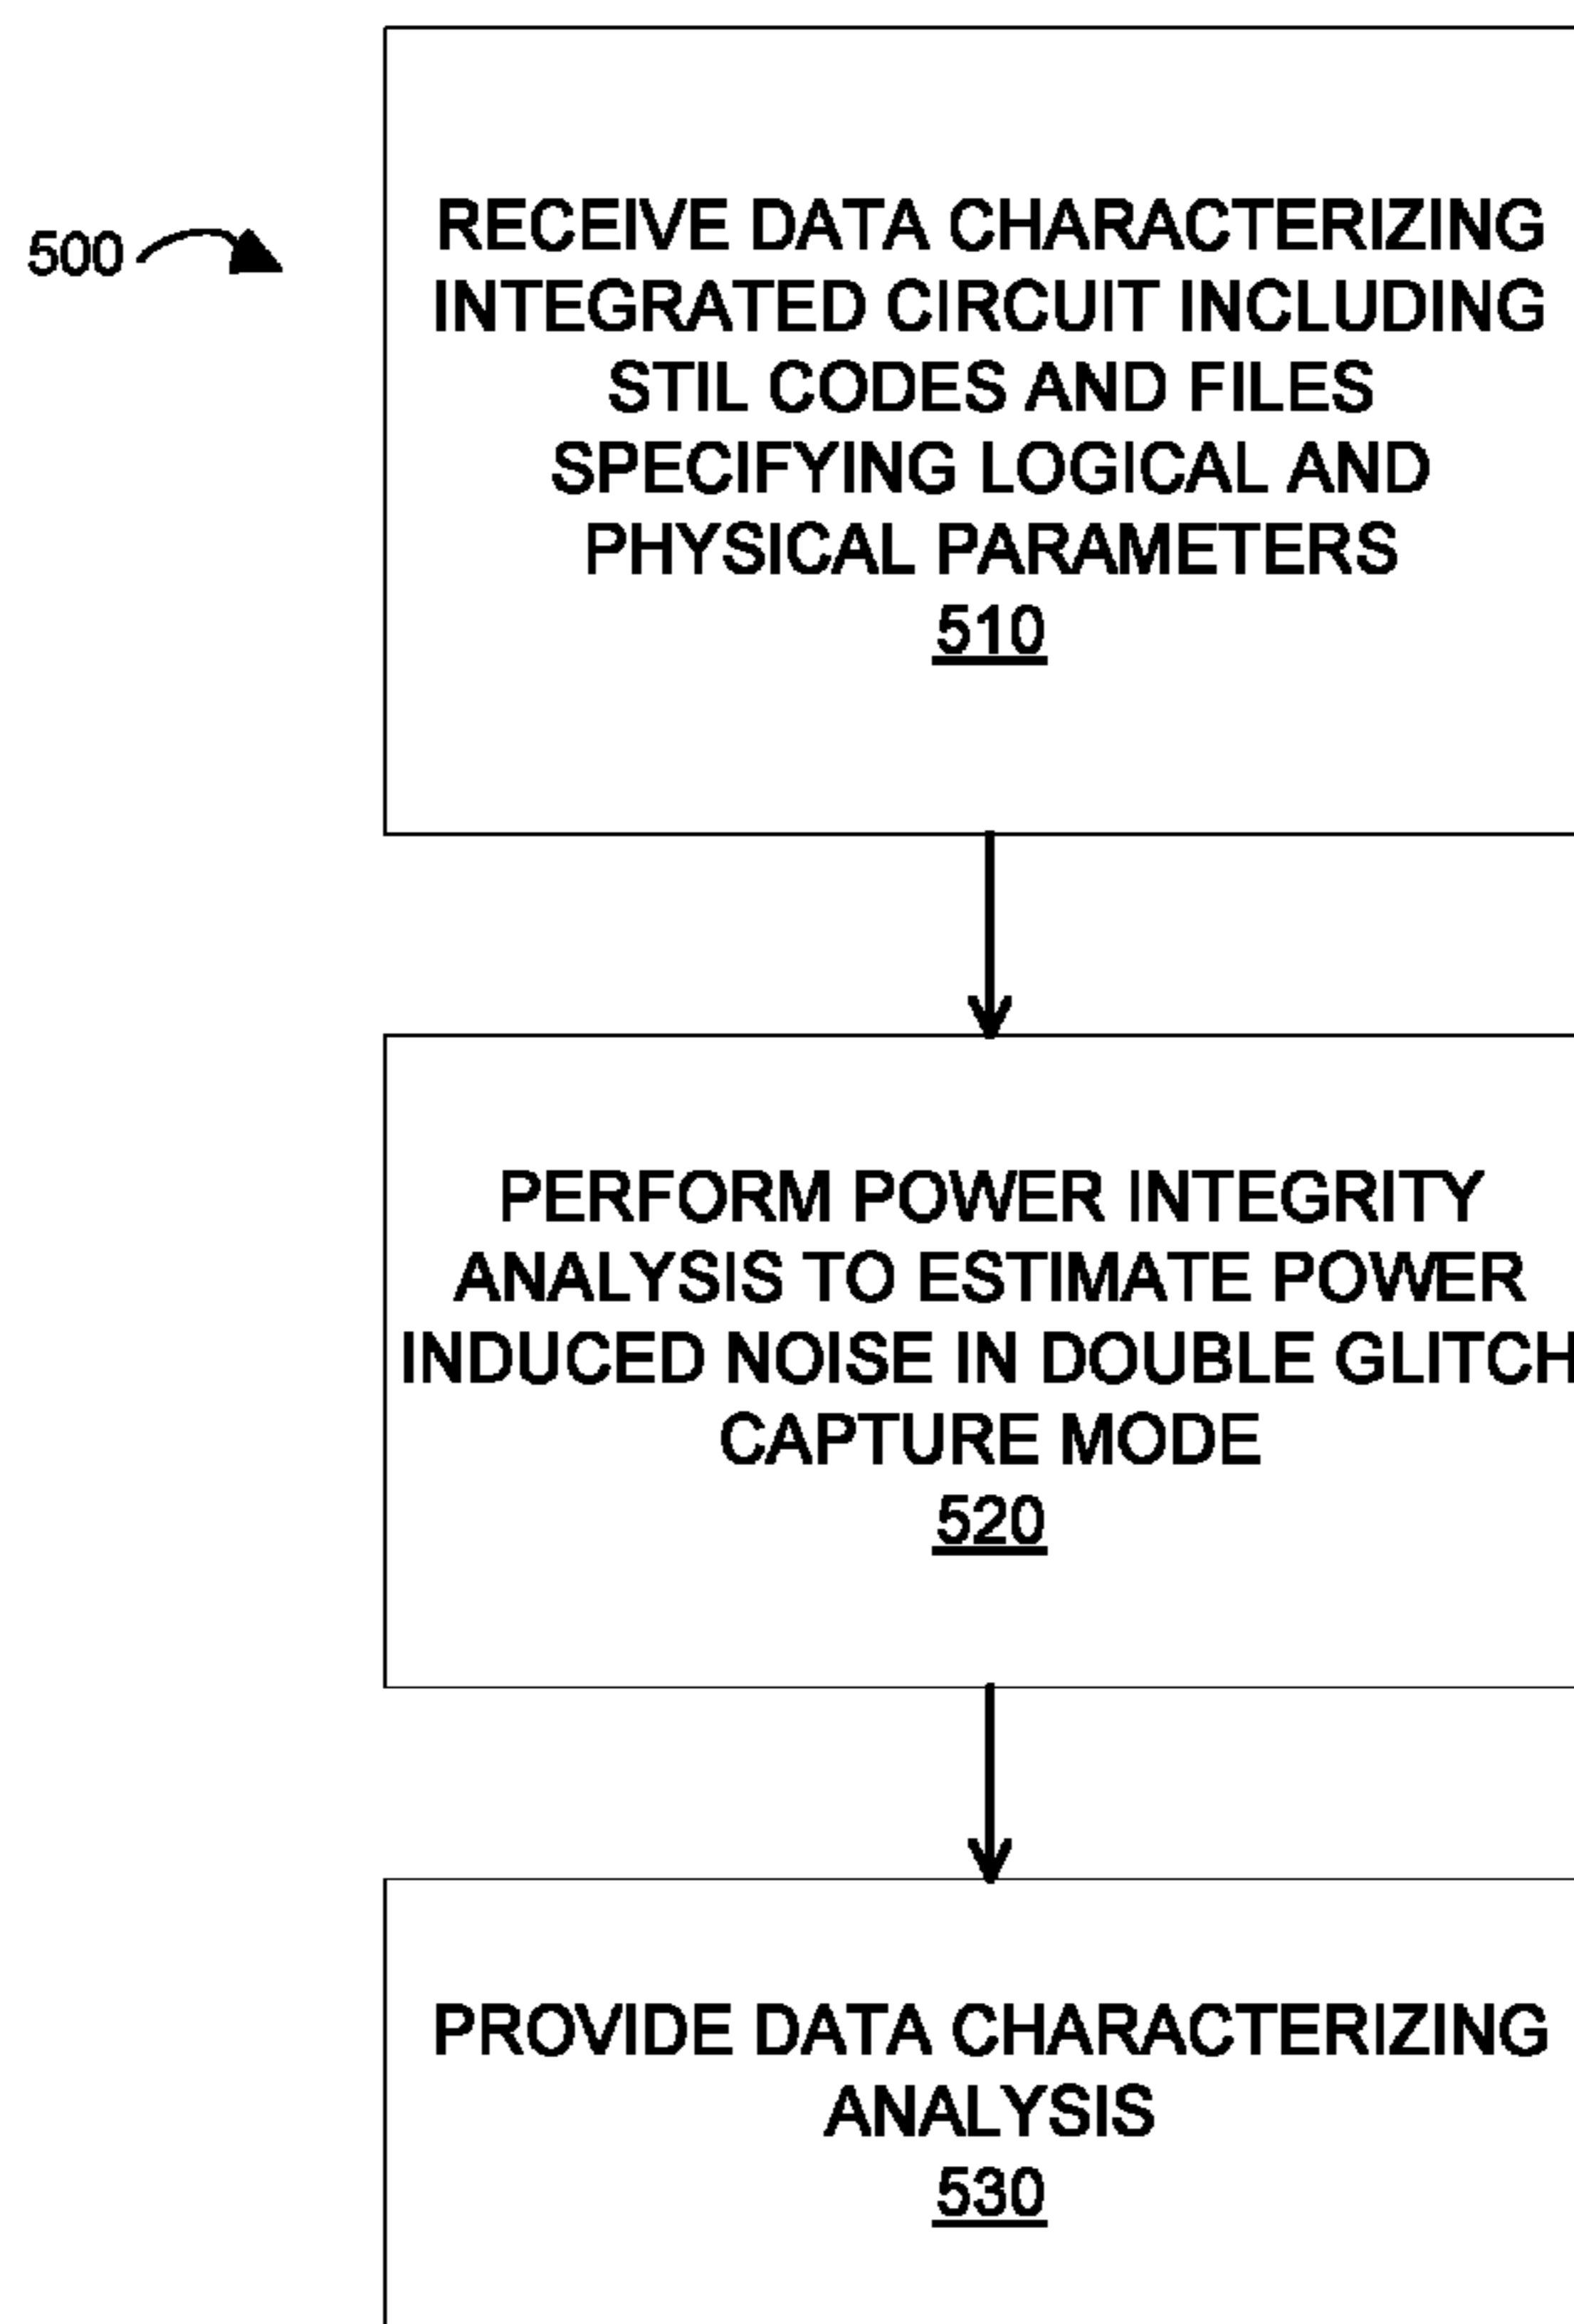 500
RECEIVE DATA CHARACTERIZING
INTEGRATED CIRCUIT INCLUDING
STIL CODES AND FILES
SPECIFYING LOGICAL AND
PHYSICAL PARAMETERS
510
PERFORM POWER INTEGRITY
ANALYSIS TO ESTIMATE POWER
INDUCED NOISE IN DOUBLE GLITCH
CAPTURE MODE
520
PROVIDE DATA CHARACTERIZING
ANALYSIS
530